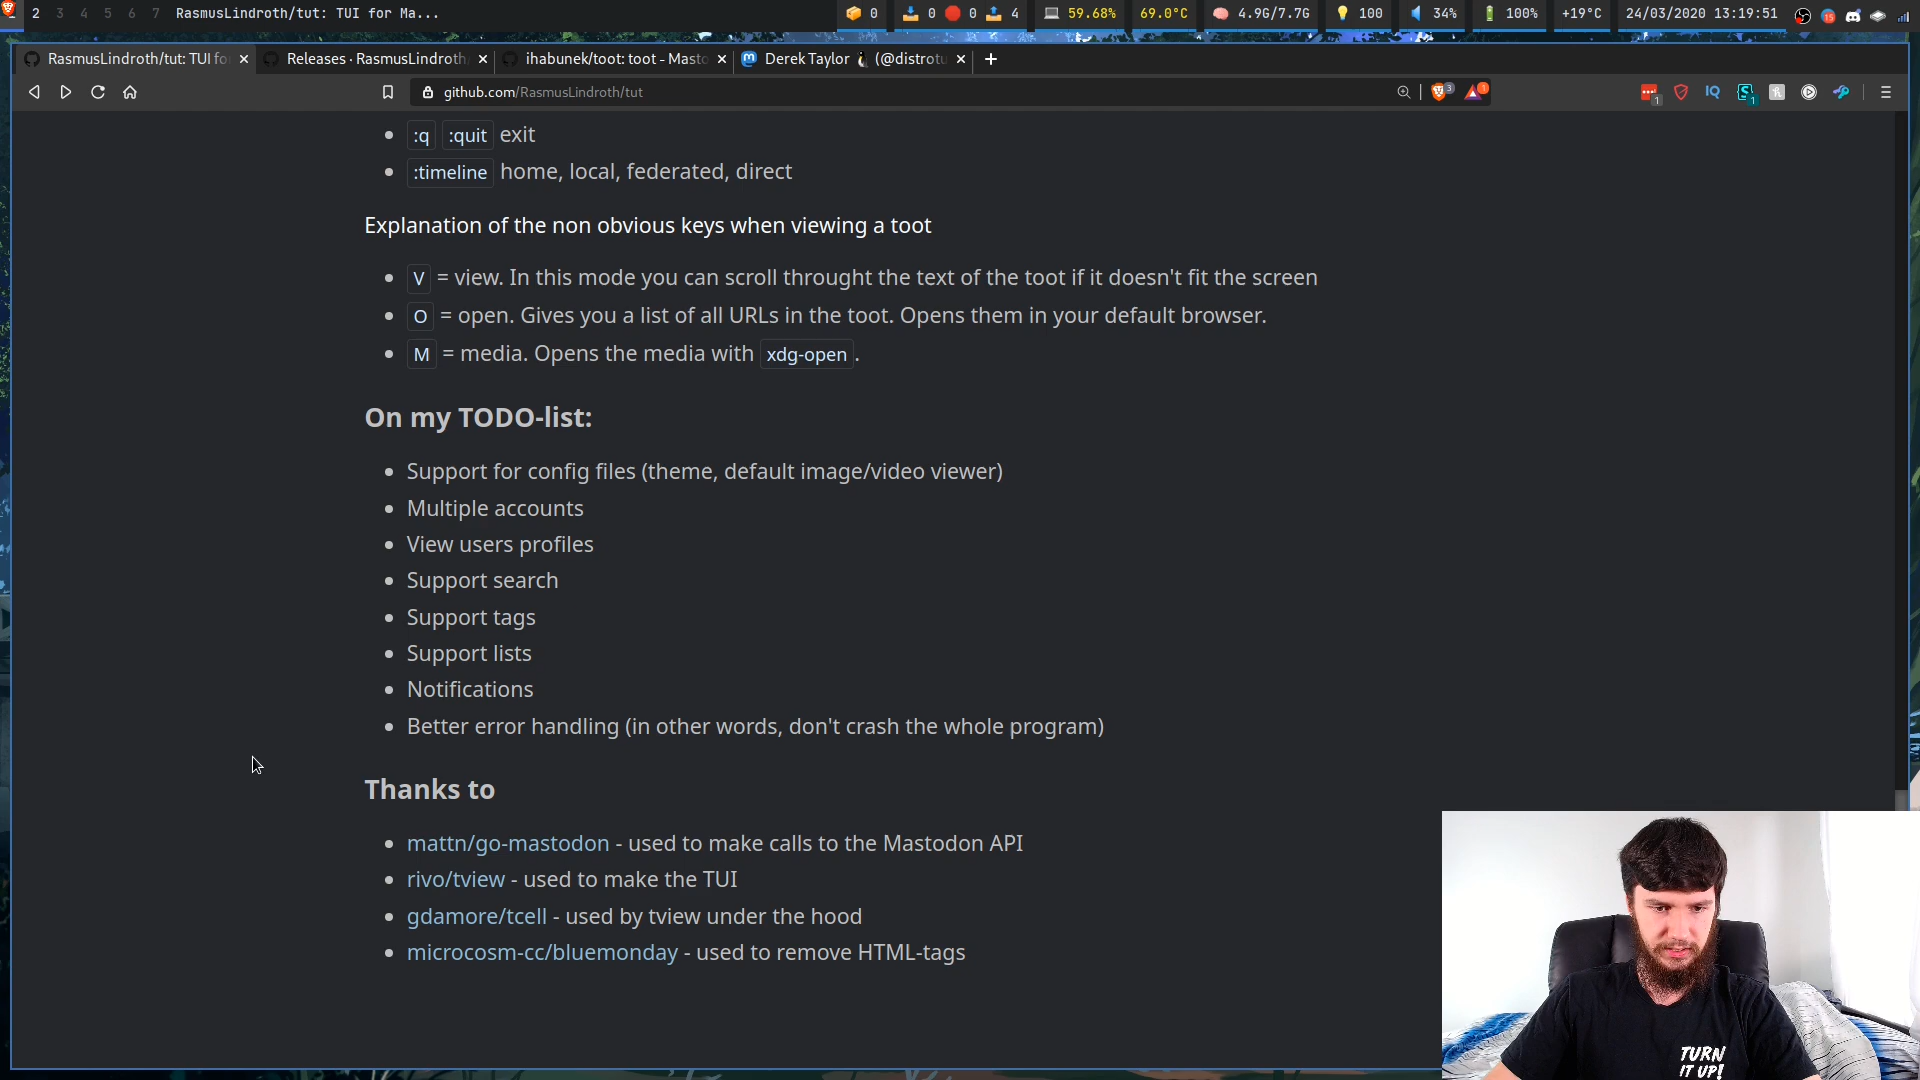 2 3 4 5 6 7 RasmusLindroth/tut: TUI for Ma... 0 0 0 4 59.68% 69.0°C 4.9G/7.7G 100 34% 100% +19°C 24/03/2020 13:19:51
RasmusLindroth/tut: TUI fo Releases · RasmusLindroth ihabunek/toot: toot - Masto Derek Taylor (@distrotu
github.com/RasmusLindroth/tut
:q :quit exit
:timeline home, local, federated, direct
Explanation of the non obvious keys when viewing a toot
V = view. In this mode you can scroll throught the text of the toot if it doesn't fit the screen
O = open. Gives you a list of all URLs in the toot. Opens them in your default browser.
M = media. Opens the media with xdg-open.
On my TODO-list:
Support for config files (theme, default image/video viewer)
Multiple accounts
View users profiles
Support search
Support tags
Support lists
Notifications
Better error handling (in other words, don't crash the whole program)
Thanks to
mattn/go-mastodon - used to make calls to the Mastodon API
rivo/tview - used to make the TUI
gdamore/tcell - used by tview under the hood
microcosm-cc/bluemonday - used to remove HTML-tags
TURN
IT UP!